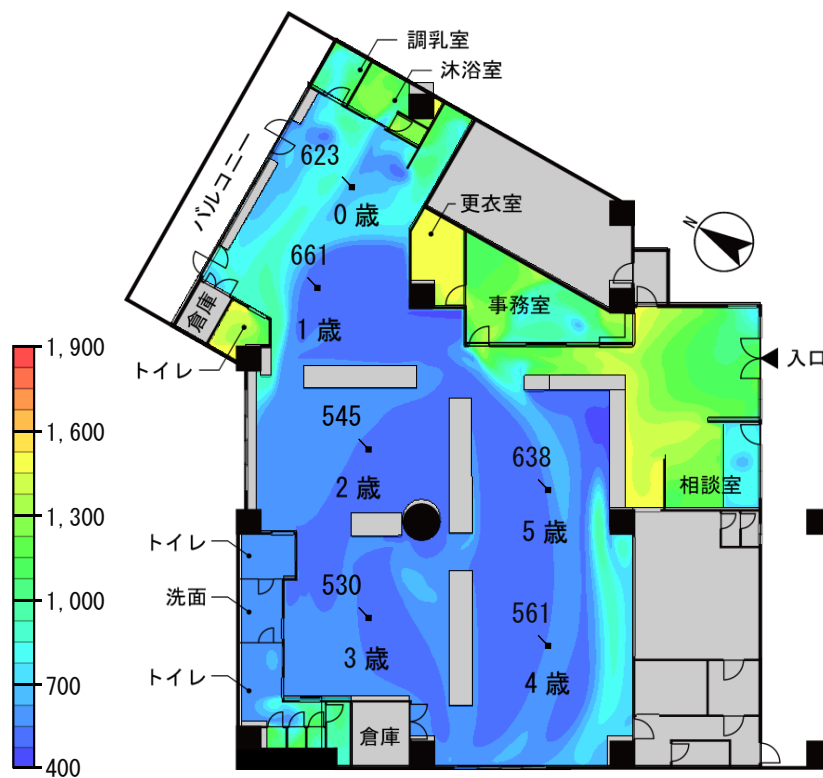 調乳室
沐浴室
バルコニー
623
0歳
更衣室
N
661
倉庫
事務室
1歳
1,900
トイレ
入口
545
1,600
638
2歳
相談室
1,300
5歳
トイレ
530
561
洗面
1,000
3歳
4歳
トイレ
700
倉庫
400